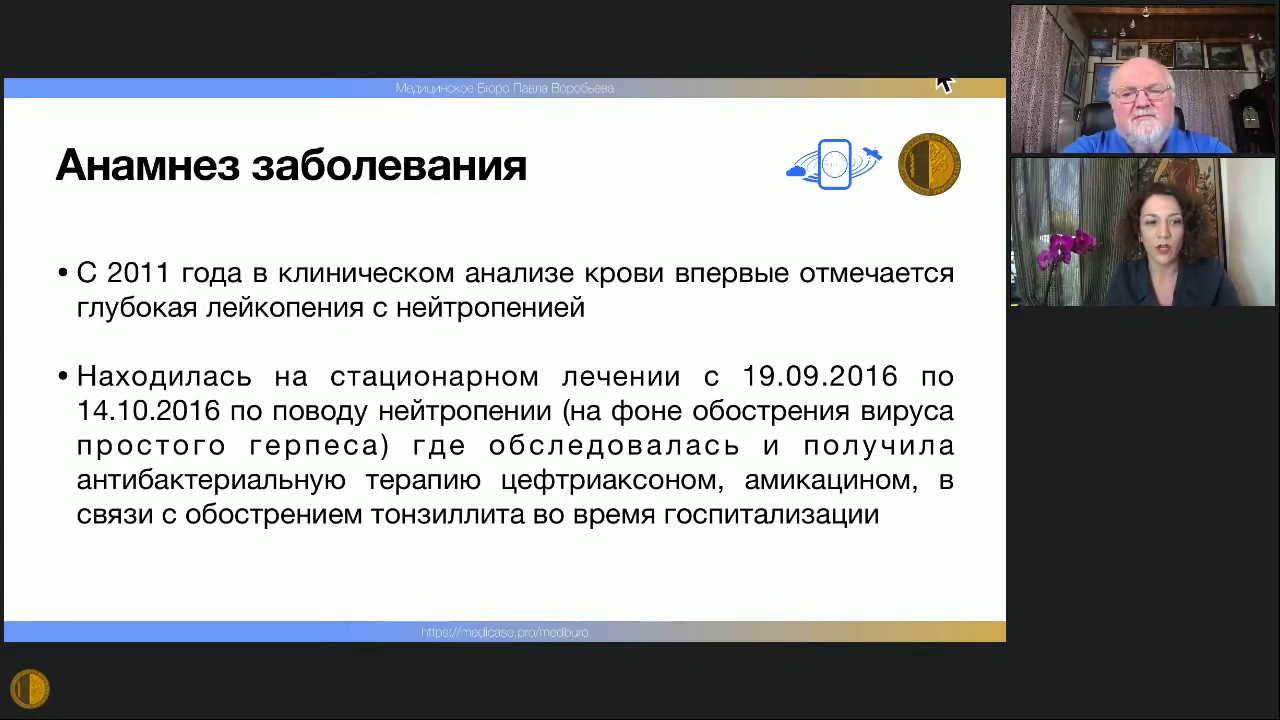 Медицинское Бюро Павла Воробьева
Анамнез заболевания
• С 2011 года в клиническом анализе крови впервые отмечается
глубокая лейкопения с нейтропенией
• Находилась на стационарном лечении с 19.09.2016 по
14.10.2016 по поводу нейтропении (на фоне обострения вируса
простого герпеса) где обследовалась и получила
антибактериальную терапию цефтриаксоном, амикацином, в
связи с обострением тонзиллита во время госпитализации
https://medicase.pro/medburo